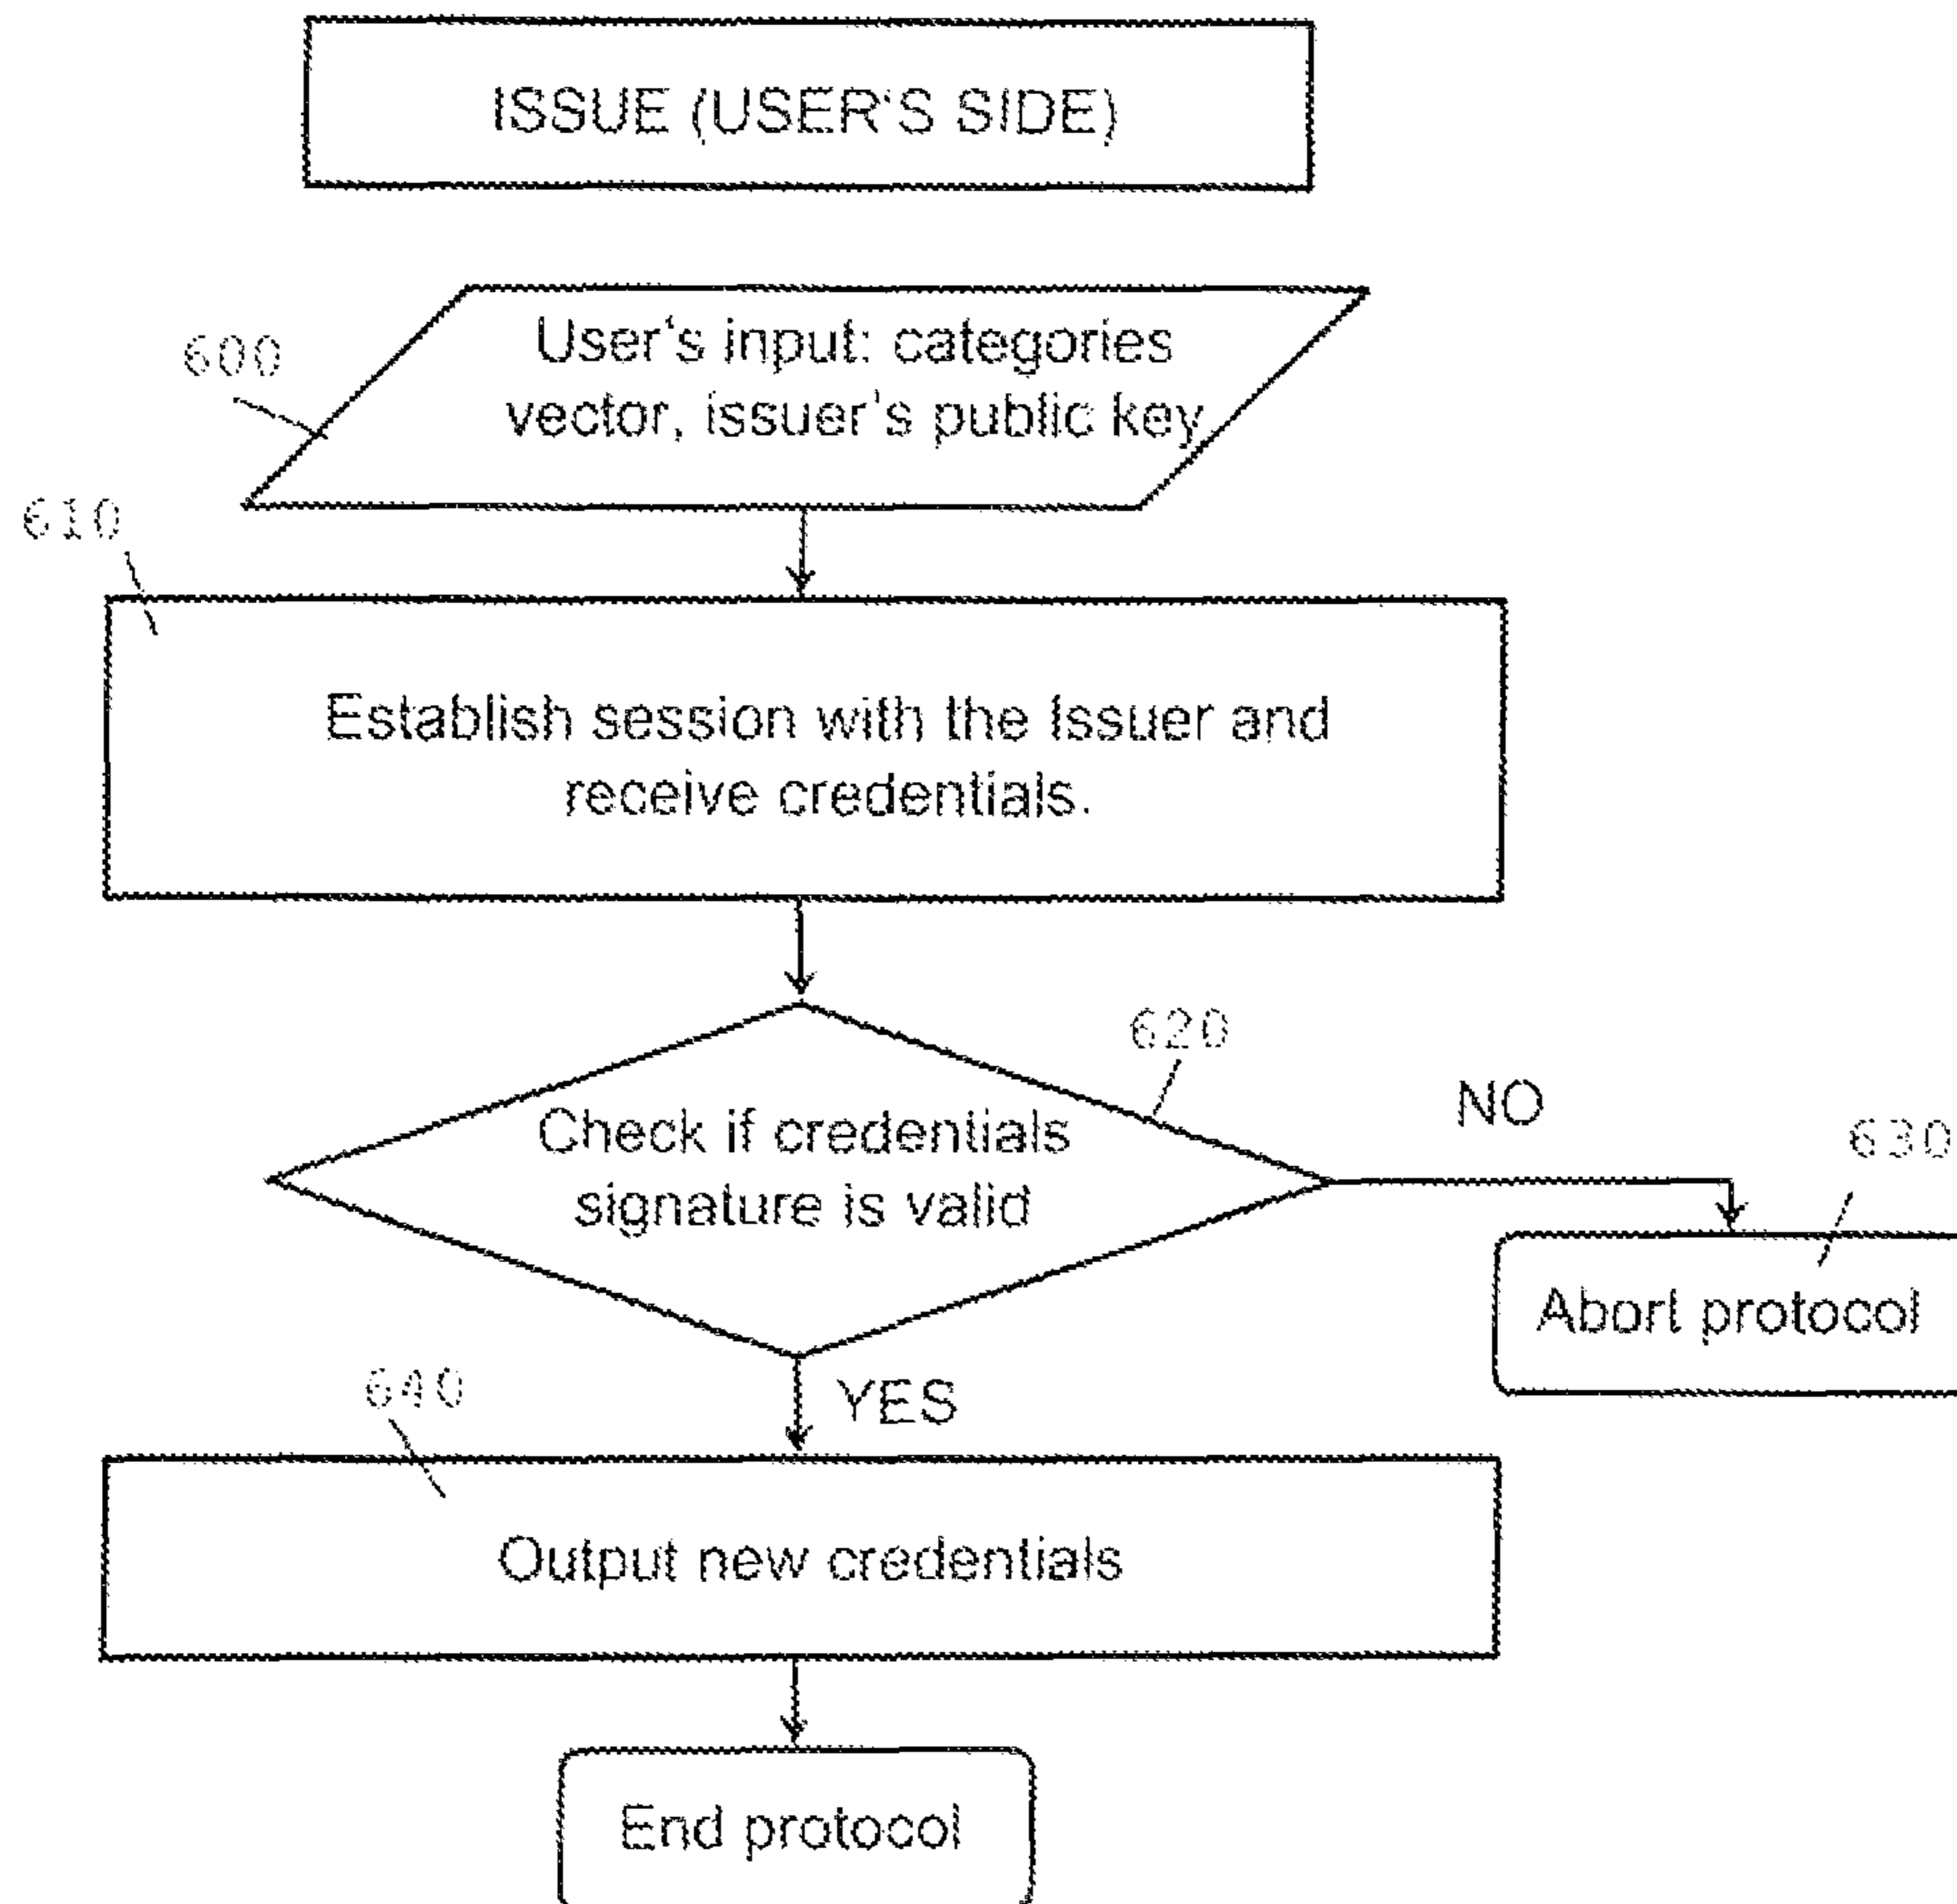 ISSUE (USER'S SIDE)
600
User's input: categories
vector, issuer's public key
610
Establish session with the Issuer and
receive credentials.
620
Check if credentials
signature is valid
NO
630
Abort protocol
640
YES
Output new credentials
End protocol